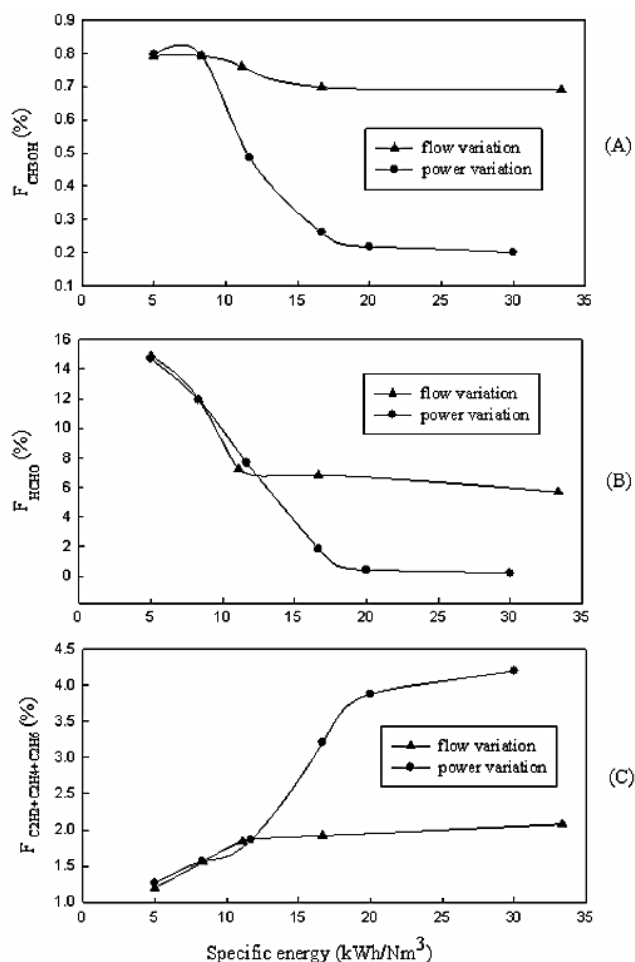 0.9
0.8
0.7
0.6
0.5
0.4
0.3
0.2
0.1
F CH3OH (%)
flow variation
power variation
(A)
0 5 10 15 20 25 30 35
16
14
12
10
8
6
4
2
0
F HCHO (%)
flow variation
power variation
(B)
0 5 10 15 20 25 30 35
4.5
4.0
3.5
3.0
2.5
2.0
1.5
1.0
F C2H2+C2H4+C2H6 (%)
flow variation
power variation
(C)
0 5 10 15 20 25 30 35
Specific energy (kWh/Nm³)